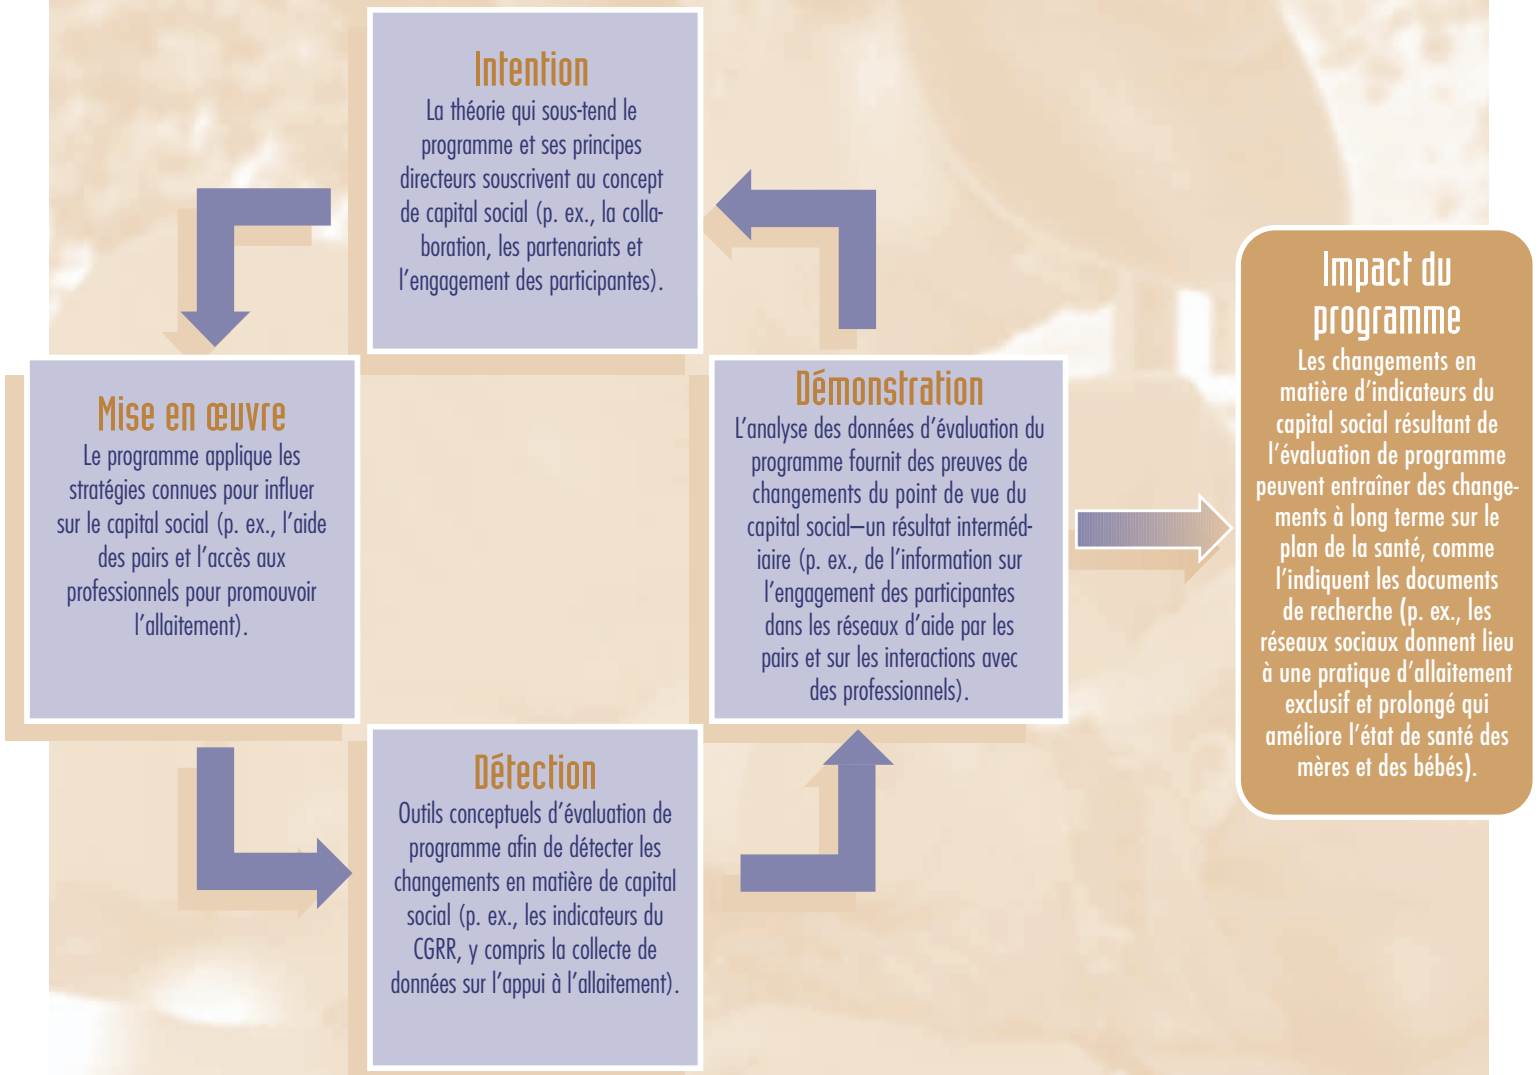 Intention
La théorie qui sous-tend le
programme et ses principes
directeurs souscrivent au concept
de capital social (p. ex., la colla-
boration, les partenariats et
l'engagement des participantes).
Mise en œuvre
Le programme applique les
stratégies connues pour influer
sur le capital social (p. ex., l'aide
des pairs et l'accès aux
professionnels pour promouvoir
l'allaitement).
Détection
Outils conceptuels d'évaluation de
programme afin de détecter les
changements en matière de capital
social (p. ex., les indicateurs du
CGRR, y compris la collecte de
données sur l'appui à l'allaitement).
Démonstration
L'analyse des données d'évaluation du
programme fournit des preuves de
changements du point de vue du
capital social—un résultat interméd-
iaire (p. ex., de l'information sur
l'engagement des participantes
dans les réseaux d'aide par les
pairs et sur les interactions avec
des professionnels).
Impact du
programme
Les changements en
matière d'indicateurs du
capital social résultant de
l'évaluation de programme
peuvent entraîner des change-
ments à long terme sur le
plan de la santé, comme
l'indiquent les documents
de recherche (p. ex., les
réseaux sociaux donnent lieu
à une pratique d'allaitement
exclusif et prolongé qui
améliore l'état de santé des
mères et des bébés).